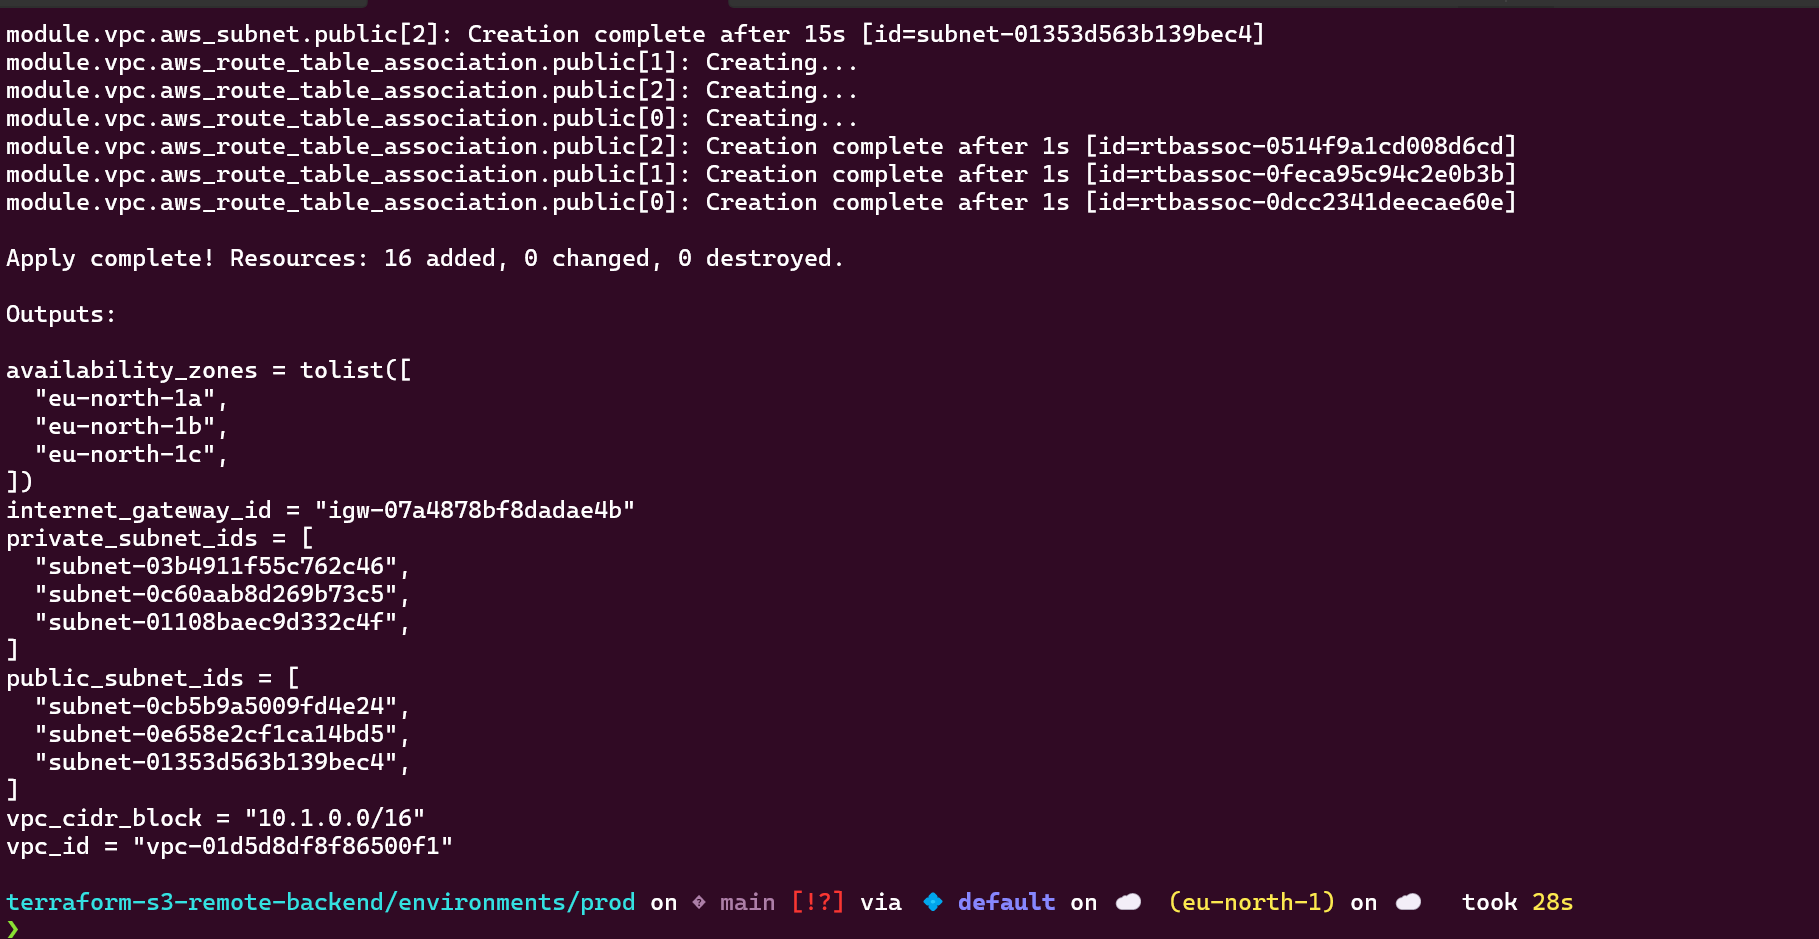 module.vpc.aws_subnet.public[2]: Creation complete after 15s [id=subnet-01353d563b139bec4]
module.vpc.aws_route_table_association.public[1]: Creating...
module.vpc.aws_route_table_association.public[2]: Creating...
module.vpc.aws_route_table_association.public[0]: Creating...
module.vpc.aws_route_table_association.public[2]: Creation complete after 1s [id=rtbassoc-0514f9a1cd008d6cd]
module.vpc.aws_route_table_association.public[1]: Creation complete after 1s [id=rtbassoc-0feca95c94c2e0b3b]
module.vpc.aws_route_table_association.public[0]: Creation complete after 1s [id=rtbassoc-0dcc2341deecae60e]
Apply complete! Resources: 16 added, 0 changed, 0 destroyed.
Outputs:
availability_zones = tolist([
  "eu-north-1a",
  "eu-north-1b",
  "eu-north-1c",
])
internet_gateway_id = "igw-07a4878bf8dadae4b"
private_subnet_ids = [
  "subnet-03b4911f55c762c46",
  "subnet-0c60aab8d269b73c5",
  "subnet-01108baec9d332c4f",
]
public_subnet_ids = [
  "subnet-0cb5b9a5009fd4e24",
  "subnet-0e658e2cf1ca14bd5",
  "subnet-01353d563b139bec4",
]
vpc_cidr_block = "10.1.0.0/16"
vpc_id = "vpc-01d5d8df8f86500f1"
terraform-s3-remote-backend/environments/prod on � main [!?] via 💠 default on ☁️ (eu-north-1) on ☁️ took 28s
❯